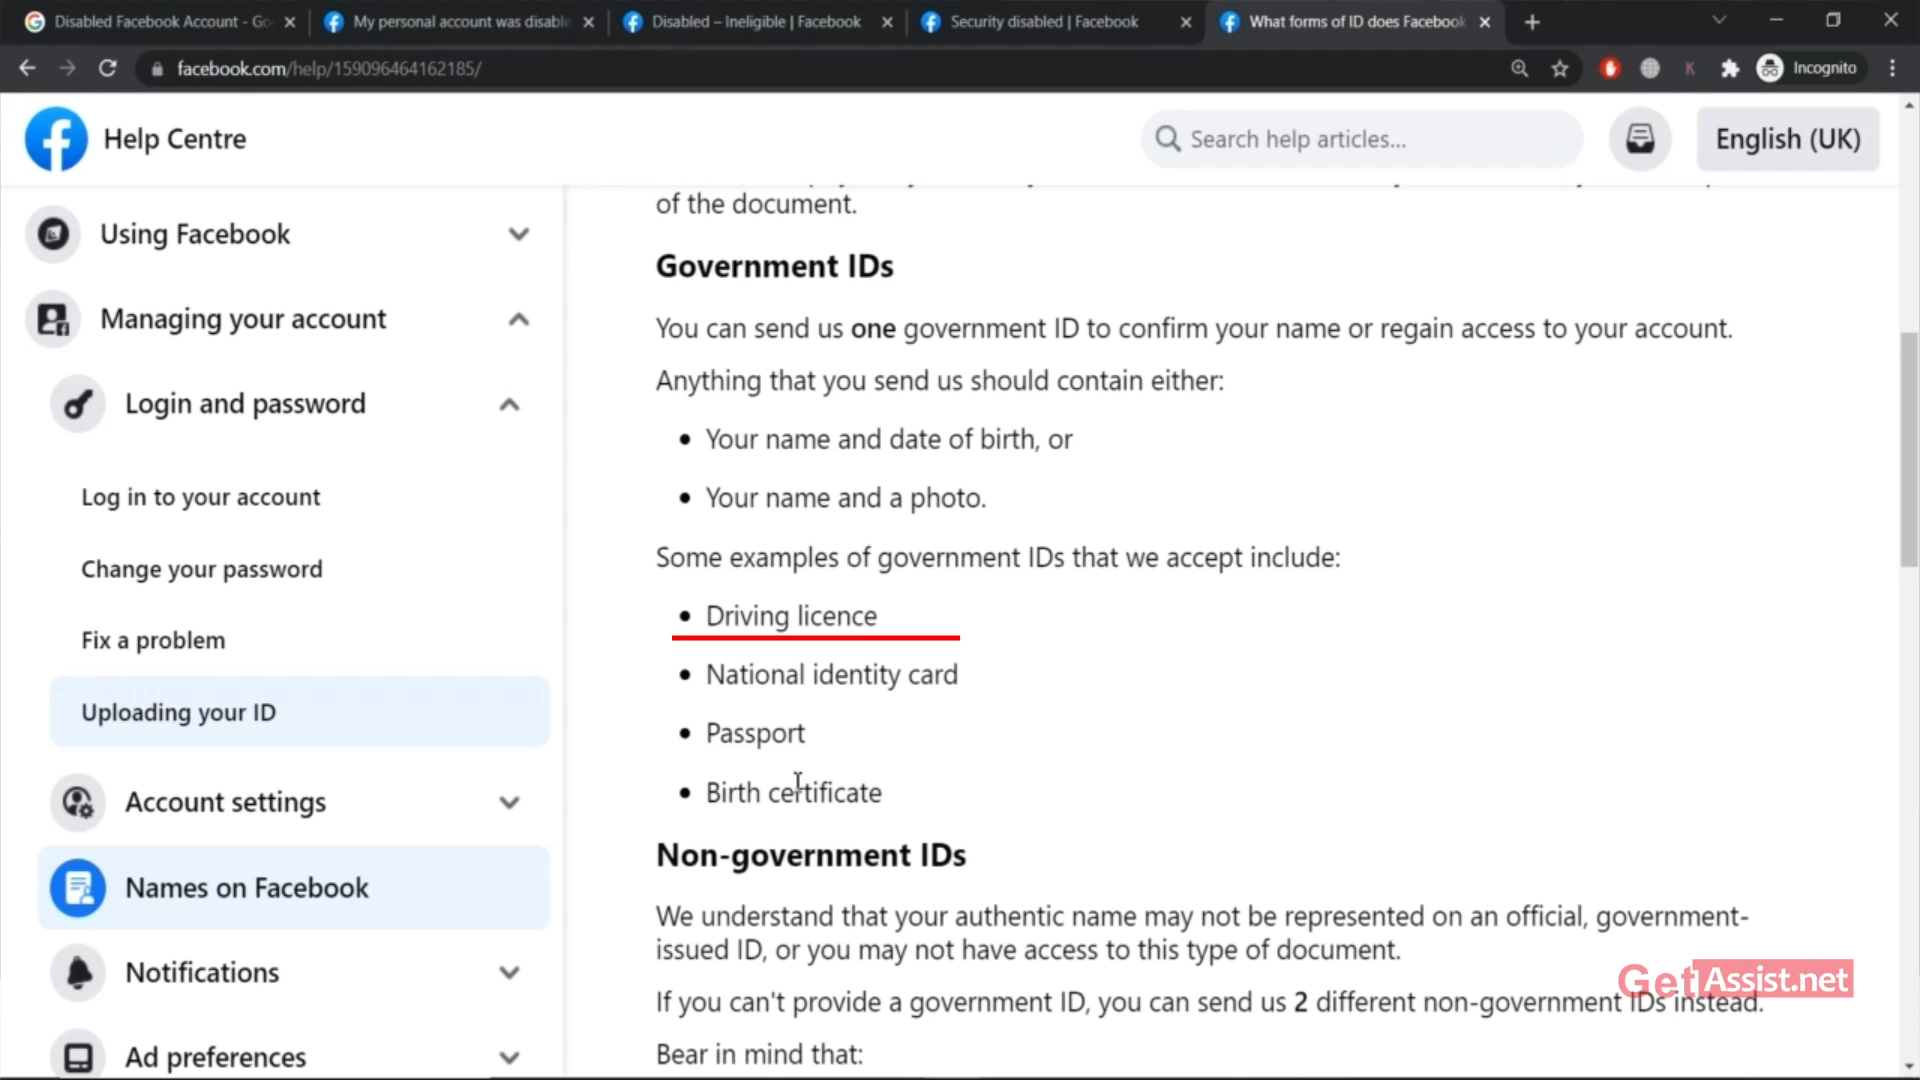 Disabled Facebook Account - Go
My personal account was disable
Disabled – Ineligible | Facebook
Security disabled | Facebook
What forms of ID does Facebook
facebook.com/help/159096464162185/
K
Incognito
Help Centre
Search help articles...
English (UK)
Using Facebook
Managing your account
Login and password
Log in to your account
Change your password
Fix a problem
Uploading your ID
Account settings
Names on Facebook
Notifications
Ad preferences
of the document.
Government IDs
You can send us one government ID to confirm your name or regain access to your account.
Anything that you send us should contain either:
• Your name and date of birth, or
• Your name and a photo.
Some examples of government IDs that we accept include:
• Driving licence
• National identity card
• Passport
• Birth certificate
Non-government IDs
We understand that your authentic name may not be represented on an official, government-
issued ID, or you may not have access to this type of document.
If you can't provide a government ID, you can send us 2 different non-government IDs instead.
Bear in mind that:
GetAssist.net